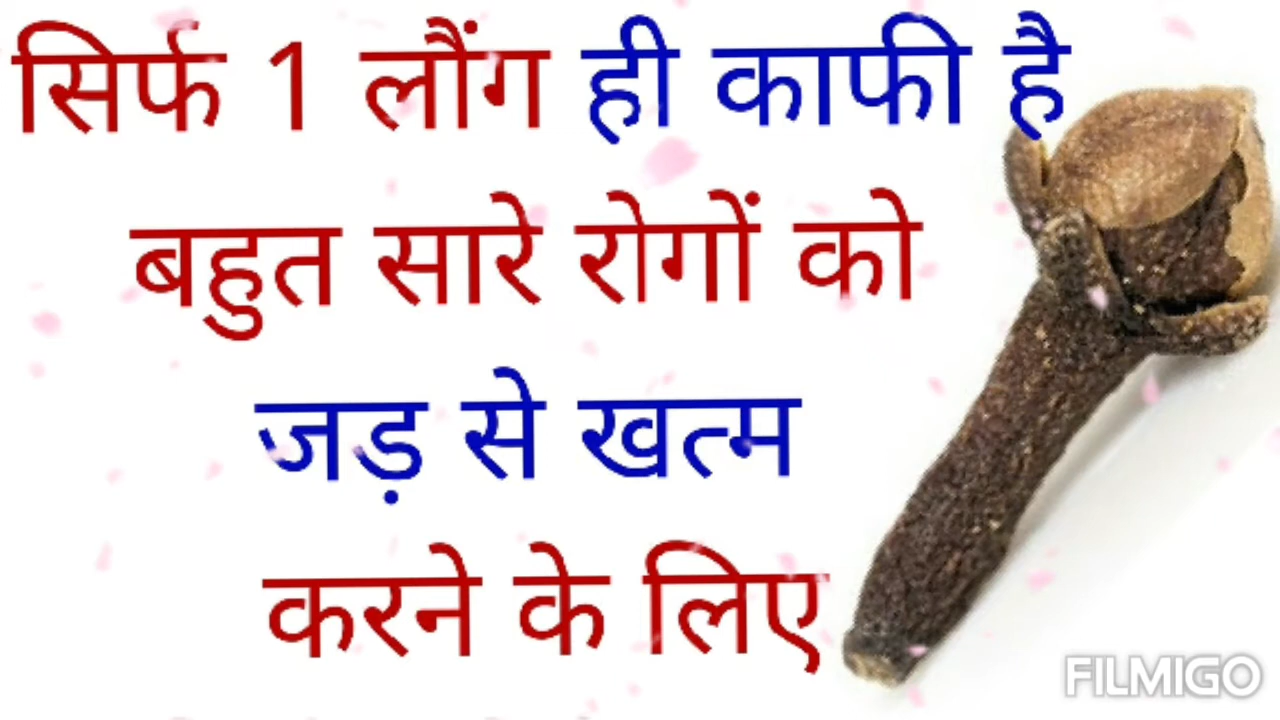 सिर्फ 1 लौंग ही काफी है
बहुत सारे रोगों को
जड़ से खत्म
करने के लिए
FILMIGO